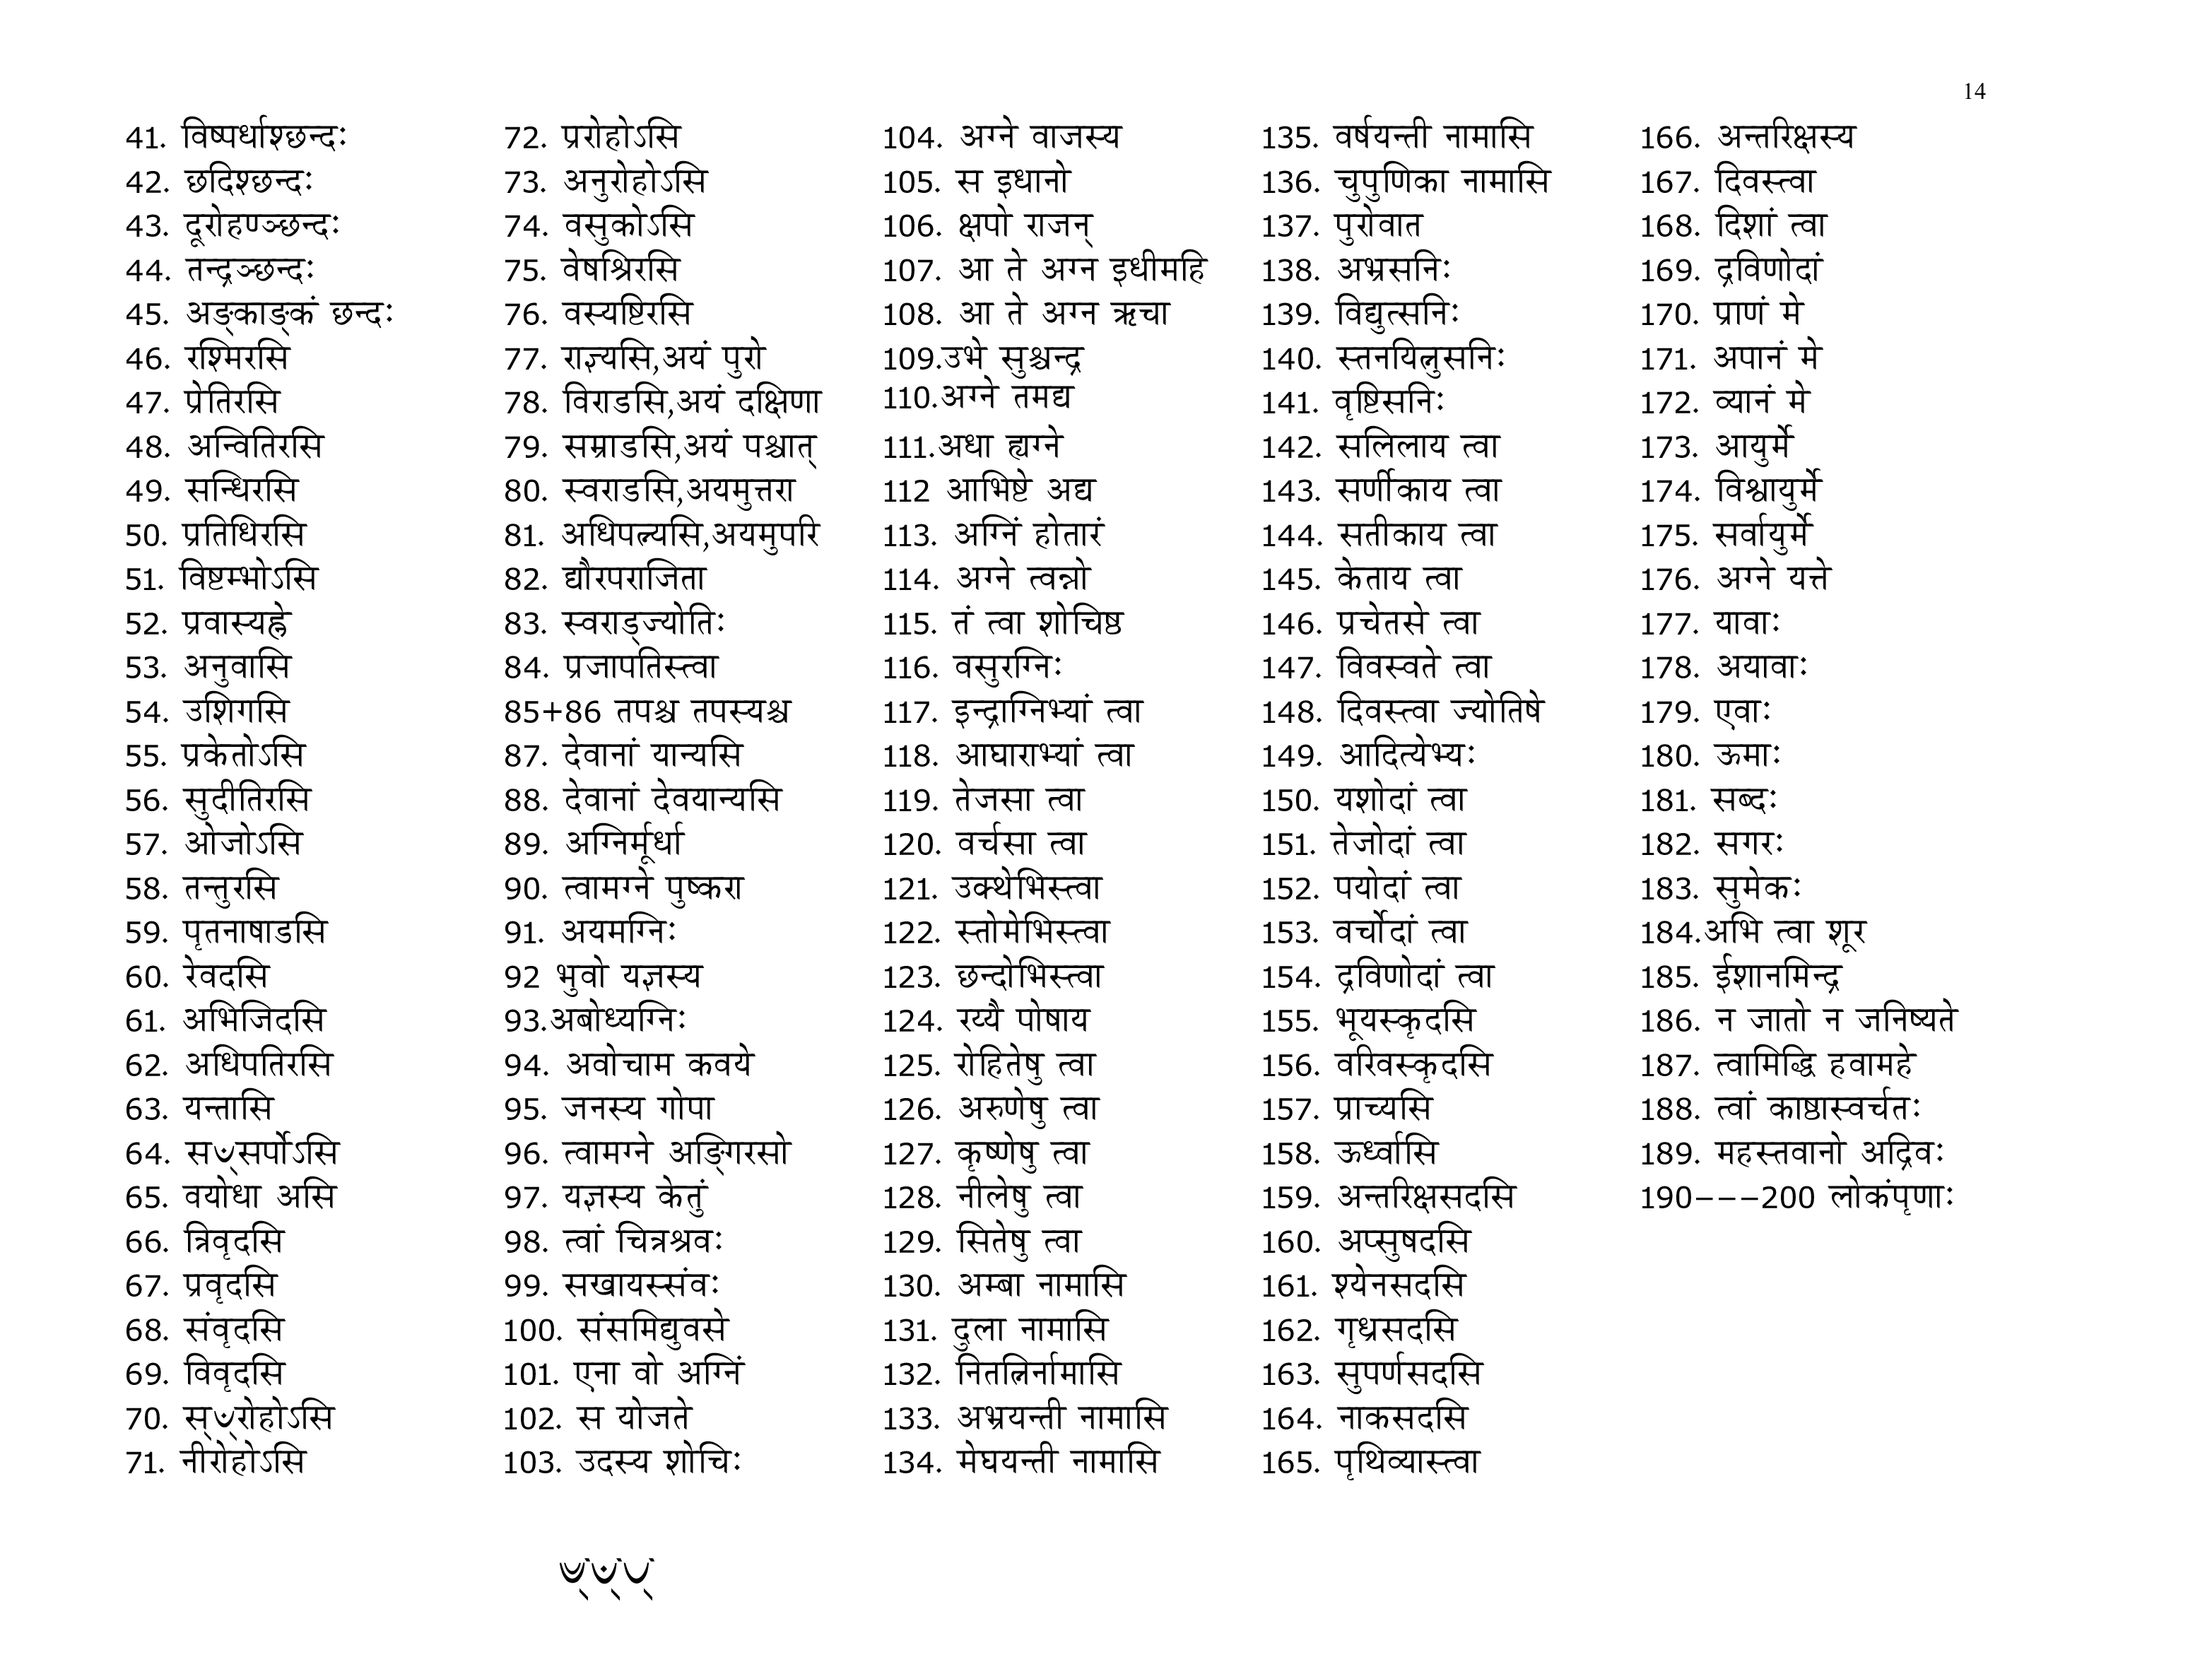 14
41. विष्पर्धाश्छन्दः
42. छदिश्छन्दः
43. दूरोहण्ञ्छन्दः
44. तन्द्रञ्छन्दः
45. अङ्काङ्कं छन्दः
46. रश्मिरसि
47. प्रेतिरसि
48. अन्वितिरसि
49. सन्धिरसि
50. प्रतिधिरसि
51. विष्टम्भोऽसि
52. प्रवास्यह्ने
53. अनुवासि
54. उशिगसि
55. प्रकेतोऽसि
56. सुदीतिरसि
57. ओजोऽसि
58. तन्तुरसि
59. पृतनाषाडसि
60. रेवदसि
61. अभिजिदसि
62. अधिपतिरसि
63. यन्तासि
64. सꣳसर्पोऽसि
65. वयोधा असि
66. त्रिवृदसि
67. प्रवृदसि
68. संवृदसि
69. विवृदसि
70. स्ꣳरोहोऽसि
71. नीरोहोऽसि
72. प्ररोहोऽसि
73. अनुरोहोऽसि
74. वसुकोऽसि
75. वेषश्रिरसि
76. वस्यष्टिरसि
77. राज्ञ्यसि,अयं पुरो
78. विराडसि,अयं दक्षिणा
79. सम्राडसि,अयं पश्चात्
80. स्वराडसि,अयमुत्तरा
81. अधिपत्न्यसि,अयमुपरि
82. द्यौरपराजिता
83. स्वराड्ज्योतिः
84. प्रजापतिस्त्वा
85+86 तपश्च तपस्यश्च
87. देवानां यान्यसि
88. देवानां देवयान्यसि
89. अग्निर्मूर्धा
90. त्वामग्ने पुष्करा
91. अयमग्निः
92 भुवो यज्ञस्य
93.अबोध्यग्निः
94. अवोचाम कवये
95. जनस्य गोपा
96. त्वामग्ने अङ्गिरसो
97. यज्ञस्य केतुं
98. त्वां चित्रश्रवः
99. सखायस्संवः
100. संसमिद्युवसे
101. एना वो अग्निं
102. स योजते
103. उदस्य शोचिः
104. अग्ने वाजस्य
105. स इधानो
106. क्षपो राजन्
107. आ ते अग्न इधीमहि
108. आ ते अग्न ऋचा
109.उभे सुश्चन्द्र
110.अग्ने तमद्य
111.अधा ह्यग्ने
112 आभिष्टे अद्य
113. अग्निं होतारं
114. अग्ने त्वन्नो
115. तं त्वा शोचिष्ठ
116. वसुरग्निः
117. इन्द्राग्निभ्यां त्वा
118. आघाराभ्यां त्वा
119. तेजसा त्वा
120. वर्चसा त्वा
121. उक्थेभिस्त्वा
122. स्तोमेभिस्त्वा
123. छन्दोभिस्त्वा
124. रय्यै पोषाय
125. रोहितेषु त्वा
126. अरुणेषु त्वा
127. कृष्णेषु त्वा
128. नीलेषु त्वा
129. सितेषु त्वा
130. अम्बा नामासि
131. दुला नामासि
132. नितत्निर्नामासि
133. अभ्रयन्ती नामासि
134. मेघयन्ती नामासि
135. वर्षयन्ती नामासि
136. चुपुणिका नामासि
137. पुरोवात
138. अभ्रसनिः
139. विद्युत्सनिः
140. स्तनयित्नुसनिः
141. वृष्टिसनिः
142. सलिलाय त्वा
143. सर्णीकाय त्वा
144. सतीकाय त्वा
145. केताय त्वा
146. प्रचेतसे त्वा
147. विवस्वते त्वा
148. दिवस्त्वा ज्योतिषे
149. आदित्येभ्यः
150. यशोदां त्वा
151. तेजोदां त्वा
152. पयोदां त्वा
153. वर्चोदां त्वा
154. द्रविणोदां त्वा
155. भूयस्कृदसि
156. वरिवस्कृदसि
157. प्राच्यसि
158. ऊर्ध्वासि
159. अन्तरिक्षसदसि
160. अप्सुषदसि
161. श्येनसदसि
162. गृध्रसदसि
163. सुपर्णसदसि
164. नाकसदसि
165. पृथिव्यास्त्वा
166. अन्तरिक्षस्य
167. दिवस्त्वा
168. दिशां त्वा
169. द्रविणोदां
170. प्राणं मे
171. अपानं मे
172. व्यानं मे
173. आयुर्मे
174. विश्वायुर्मे
175. सर्वायुर्मे
176. अग्ने यत्ते
177. यावाः
178. अयावाः
179. एवाः
180. ऊमाः
181. सब्दः
182. सगरः
183. सुमेकः
184.अभि त्वा शूर
185. ईशानमिन्द्र
186. न जातो न जनिष्यते
187. त्वामिद्धि हवामहे
188. त्वां काष्ठास्वर्चतः
189. महस्तवानो अद्रिवः
190−−−200 लोकंपृणाः